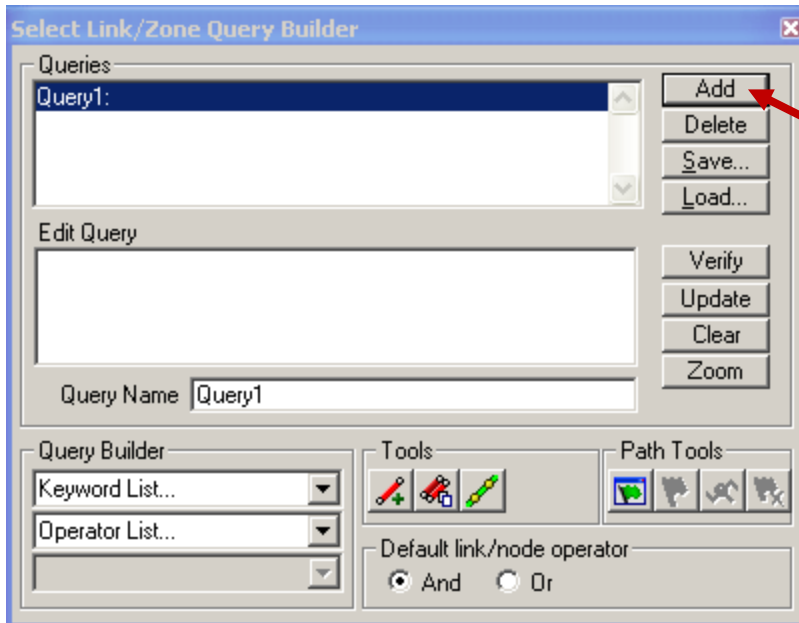 Select Link/Zone Query Builder
Queries
Query1:
Add
Delete
Save...
Load...
Edit Query
Verify
Update
Clear
Zoom
Query Name Query1
Query Builder
Keyword List...
Operator List...
Tools
Path Tools
Default link/node operator
And Or